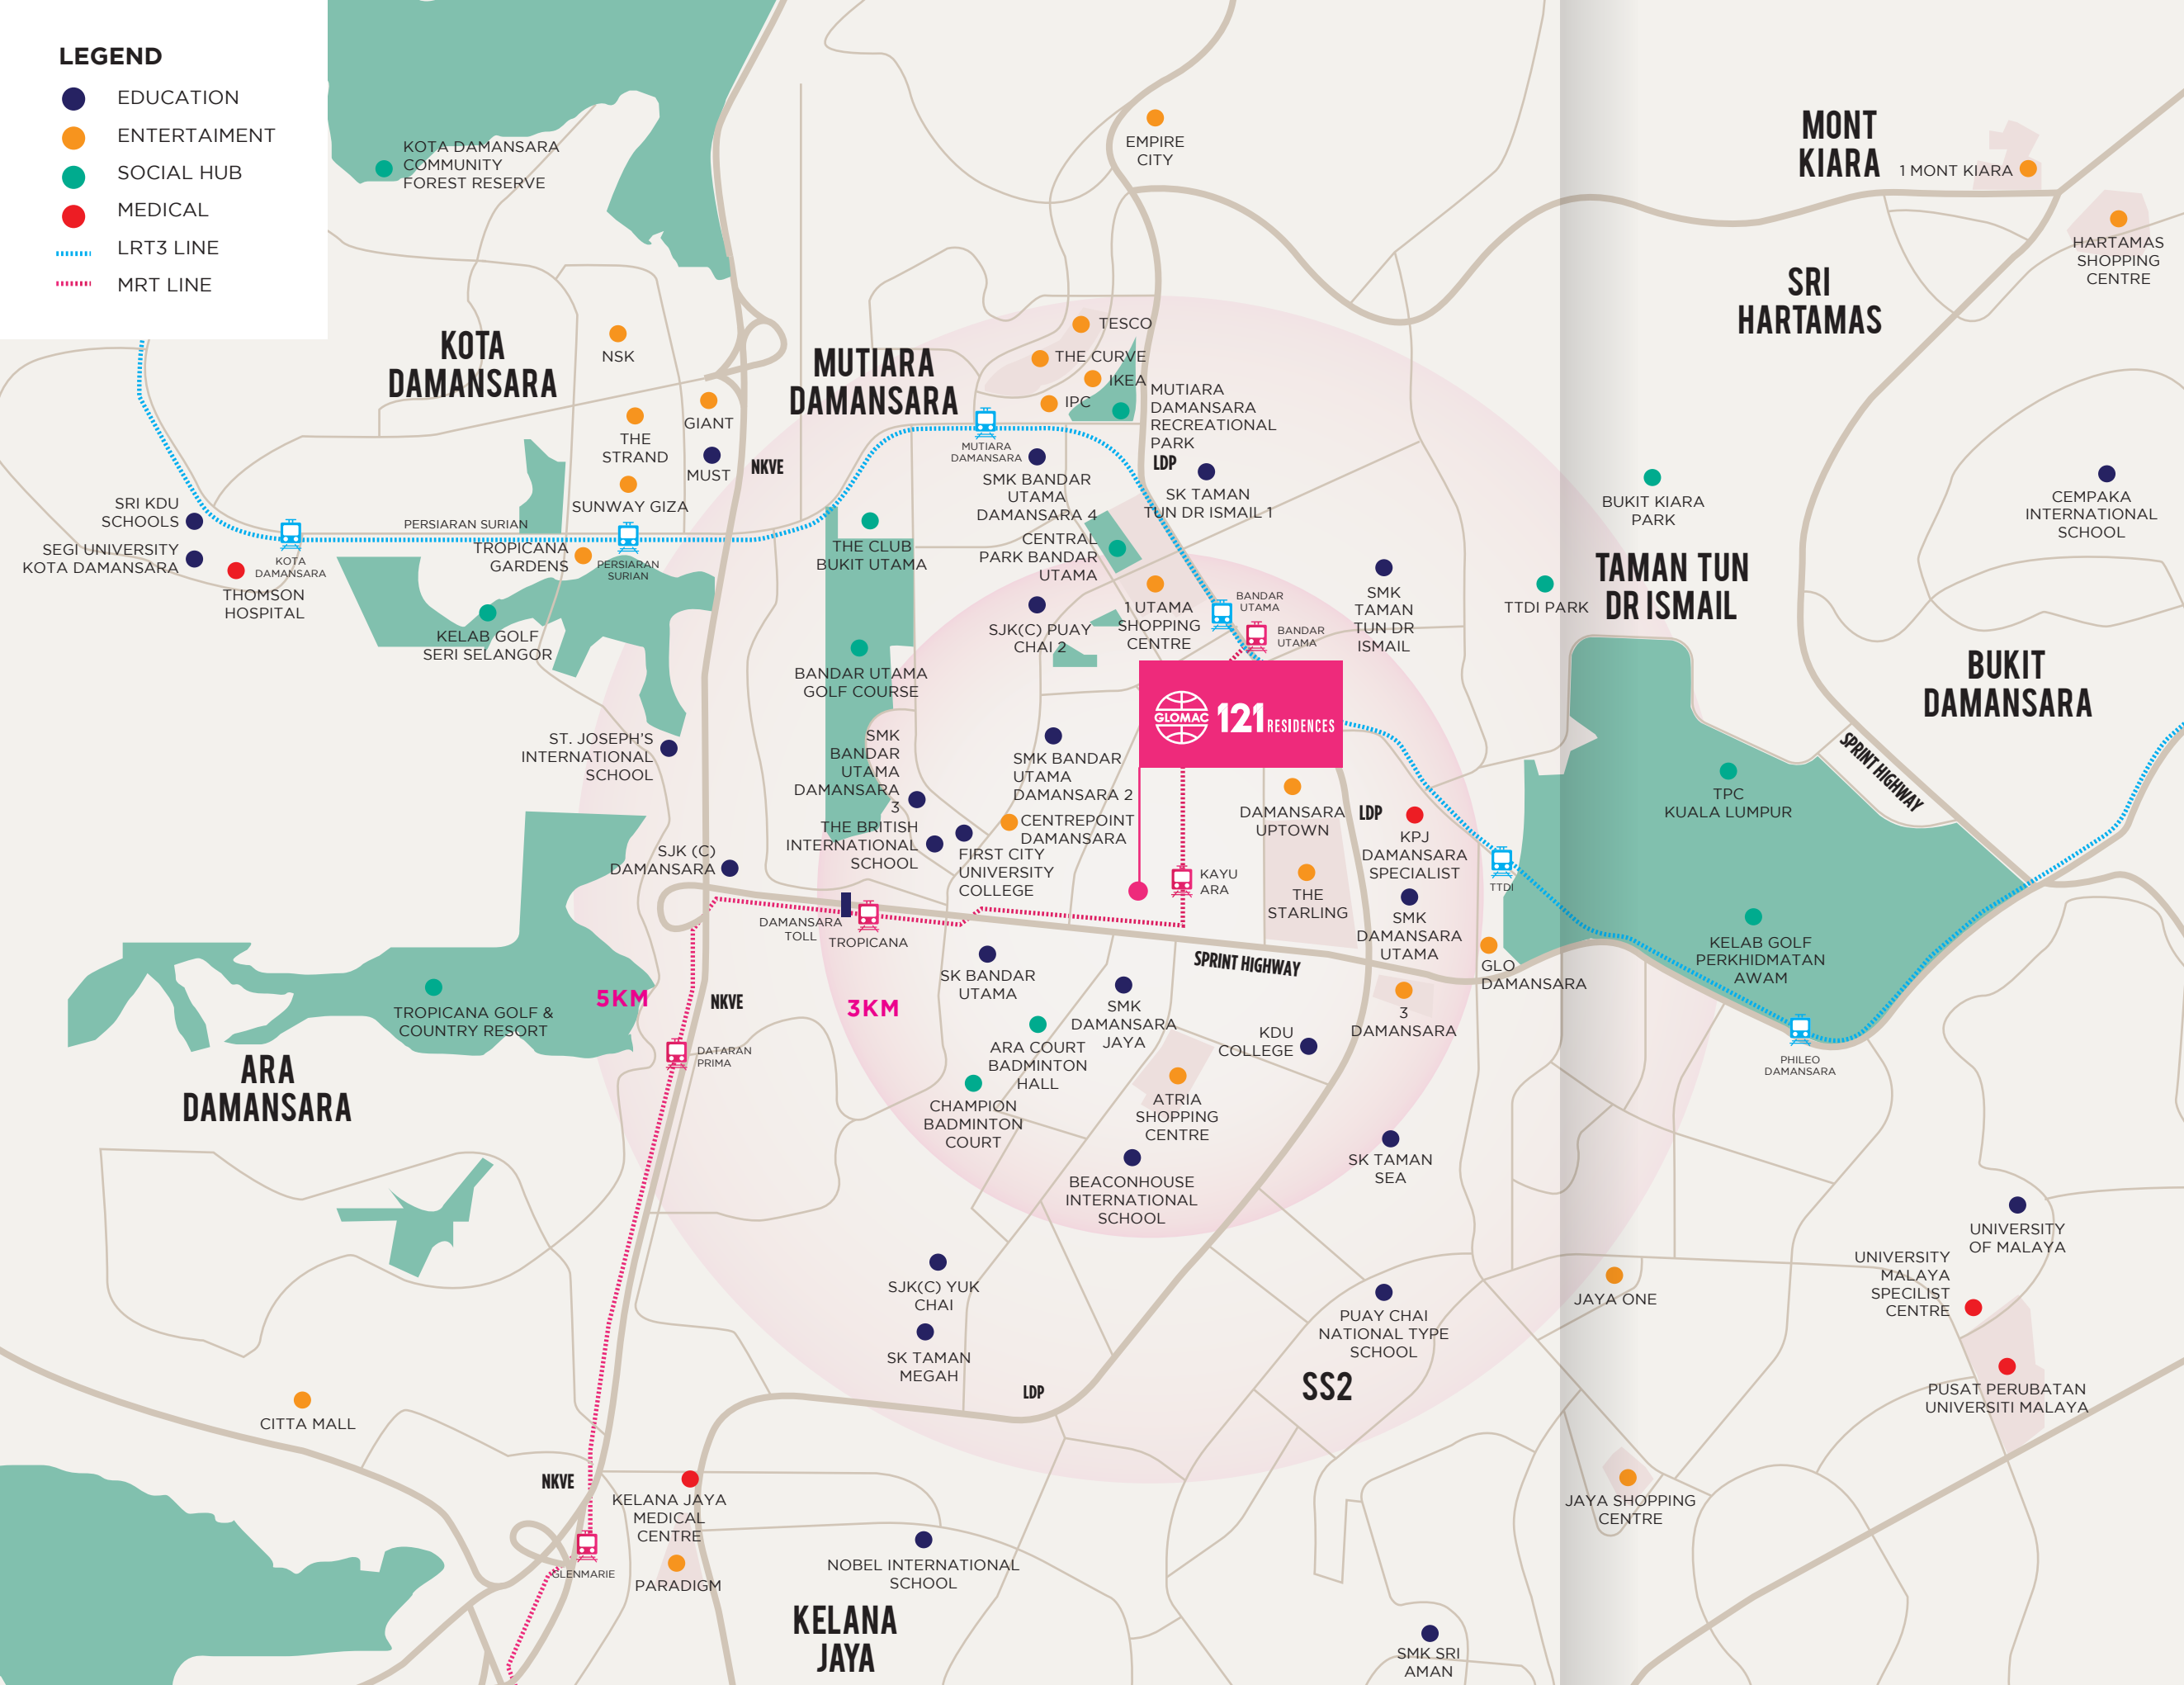 LEGEND
EDUCATION
ENTERTAIMENT
SOCIAL HUB
MEDICAL
LRT3 LINE
MRT LINE
KOTA DAMANSARA
COMMUNITY
FOREST RESERVE
EMPIRE
CITY
MONT
KIARA
1 MONT KIARA
HARTAMAS
SHOPPING
CENTRE
SRI
HARTAMAS
KOTA
DAMANSARA
NSK
GIANT
THE
STRAND
MUST
SUNWAY GIZA
NKVE
MUTIARA
DAMANSARA
TESCO
THE CURVE
IKEA
IPC
MUTIARA
DAMANSARA
RECREATIONAL
PARK
LDP
MUTIARA
DAMANSARA
SMK BANDAR
UTAMA
DAMANSARA 4
SK TAMAN
TUN DR ISMAIL 1
BUKIT KIARA
PARK
CEMPAKA
INTERNATIONAL
SCHOOL
SRI KDU
SCHOOLS
SEGI UNIVERSITY
KOTA DAMANSARA
THOMSON
HOSPITAL
KOTA
DAMANSARA
PERSIARAN SURIAN
TROPICANA
GARDENS
PERSIARAN
SURIAN
KELAB GOLF
SERI SELANGOR
THE CLUB
BUKIT UTAMA
CENTRAL
PARK BANDAR
UTAMA
1 UTAMA
SHOPPING
CENTRE
BANDAR
UTAMA
BANDAR
UTAMA
SJK(C) PUAY
CHAI 2
SMK
TAMAN
TUN DR
ISMAIL
TTDI PARK
TAMAN TUN
DR ISMAIL
BUKIT
DAMANSARA
BANDAR UTAMA
GOLF COURSE
GLOMAC
121 RESIDENCES
ST. JOSEPH'S
INTERNATIONAL
SCHOOL
SMK
BANDAR
UTAMA
DAMANSARA
3
SMK BANDAR
UTAMA
DAMANSARA 2
SPRINT HIGHWAY
TPC
KUALA LUMPUR
THE BRITISH
INTERNATIONAL
SCHOOL
FIRST CITY
UNIVERSITY
COLLEGE
CENTREPOINT
DAMANSARA
DAMANSARA
UPTOWN
LDP
KPJ
DAMANSARA
SPECIALIST
SJK (C)
DAMANSARA
KAYU
ARA
THE
STARLING
SMK
DAMANSARA
UTAMA
TTDI
DAMANSARA
TOLL
TROPICANA
SPRINT HIGHWAY
GLO
DAMANSARA
KELAB GOLF
PERKHIDMATAN
AWAM
SK BANDAR
UTAMA
5KM
NKVE
3KM
SMK
DAMANSARA
JAYA
3
DAMANSARA
KDU
COLLEGE
TROPICANA GOLF &
COUNTRY RESORT
DATARAN
PRIMA
ARA COURT
BADMINTON
HALL
PHILEO
DAMANSARA
ARA
DAMANSARA
CHAMPION
BADMINTON
COURT
ATRIA
SHOPPING
CENTRE
SK TAMAN
SEA
BEACONHOUSE
INTERNATIONAL
SCHOOL
UNIVERSITY
OF MALAYA
UNIVERSITY
MALAYA
SPECILIST
CENTRE
SJK(C) YUK
CHAI
PUAY CHAI
NATIONAL TYPE
SCHOOL
JAYA ONE
SK TAMAN
MEGAH
SS2
PUSAT PERUBATAN
UNIVERSITI MALAYA
LDP
CITTA MALL
NKVE
KELANA JAYA
MEDICAL
CENTRE
JAYA SHOPPING
CENTRE
GLENMARIE
PARADIGM
NOBEL INTERNATIONAL
SCHOOL
KELANA
JAYA
SMK SRI
AMAN